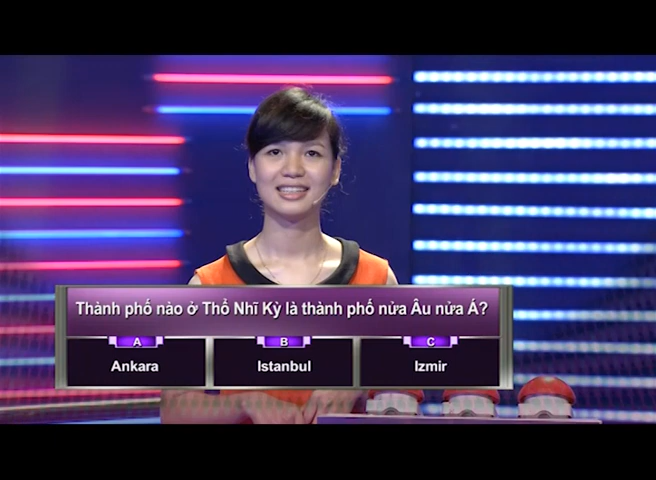 Thành phố nào ở Thổ Nhĩ Kỳ là thành phố nửa Âu nửa Á?
A
B
C
Ankara
Istanbul
Izmir